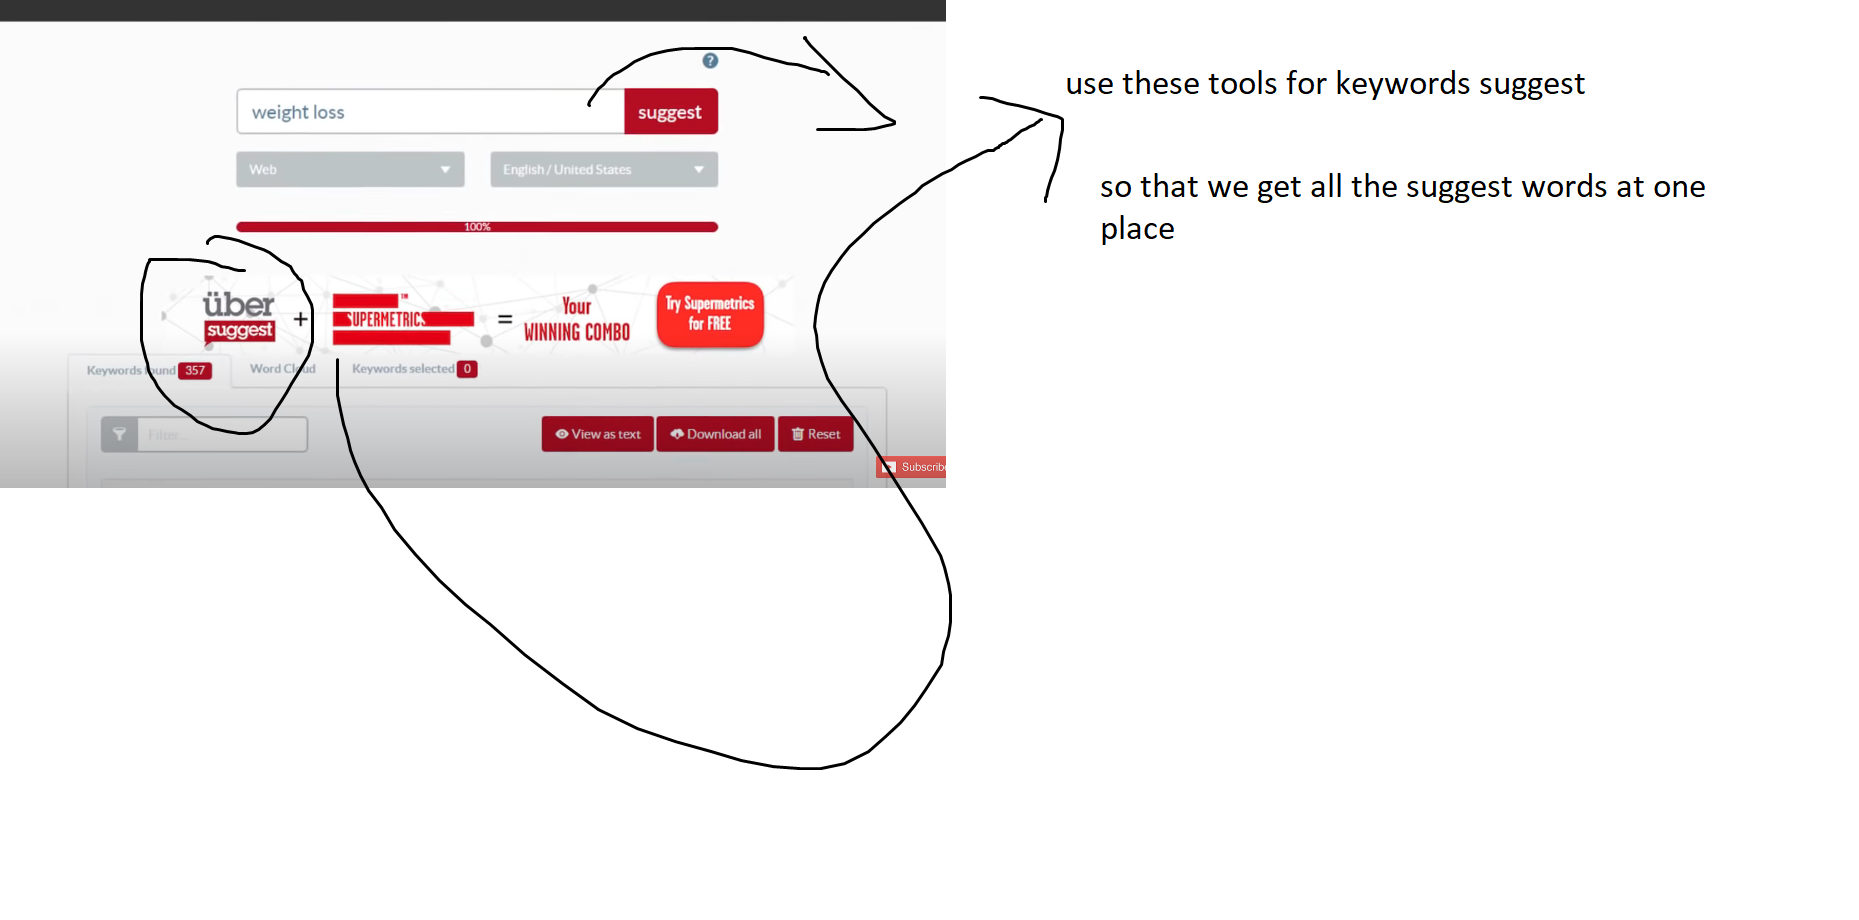 ?
weight loss
suggest
Web
English / United States
100%
über
suggest
+
SUPERMETRICS
™
=
Your
WINNING COMBO
Try Supermetrics
for FREE
Keywords found 357
Word Cloud
Keywords selected 0
Filter...
View as text
Download all
Reset
Subscribe
use these tools for keywords suggest
so that we get all the suggest words at one
place